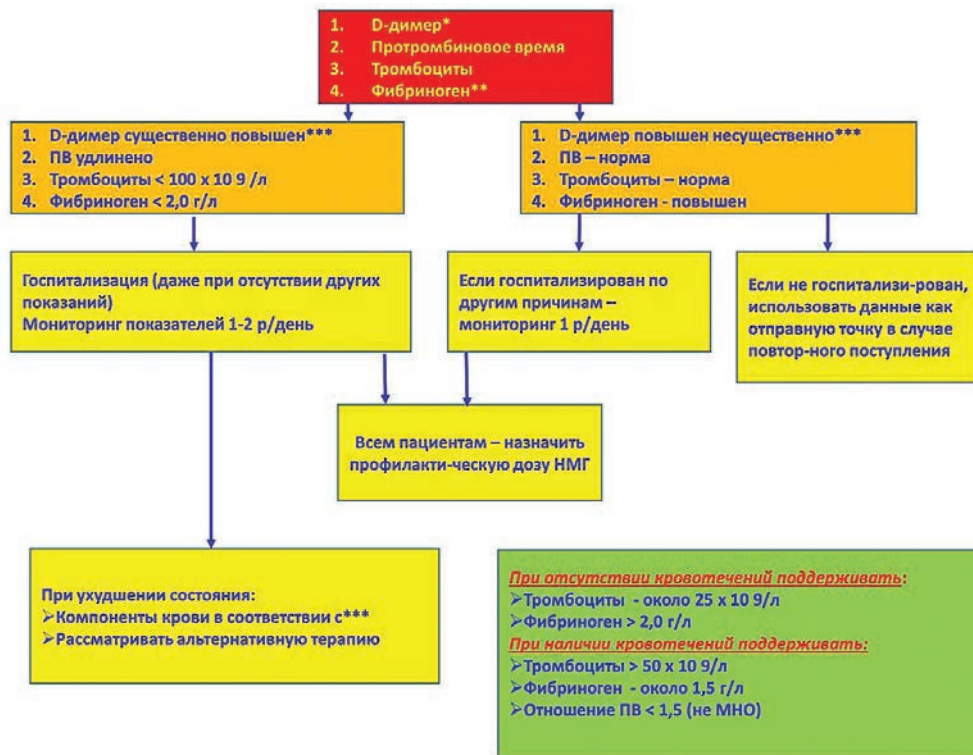 1. D-димер*
2. Протромбиновое время
3. Тромбоциты
4. Фибриноген**
1. D-димер существенно повышен***
2. ПВ удлинено
3. Тромбоциты < 100 x 10 9 /л
4. Фибриноген < 2,0 г/л
1. D-димер повышен несущественно***
2. ПВ – норма
3. Тромбоциты – норма
4. Фибриноген - повышен
Госпитализация (даже при отсутствии других
показаний)
Мониторинг показателей 1-2 р/день
Если госпитализирован по
другим причинам –
мониторинг 1 р/день
Если не госпитализи-рован,
использовать данные как
отправную точку в случае
повтор-ного поступления
Всем пациентам – назначить
профилакти-ческую дозу НМГ
При ухудшении состояния:
➢Компоненты крови в соответствии с***
➢Рассматривать альтернативную терапию
При отсутствии кровотечений поддерживать:
➢Тромбоциты - около 25 x 10 9/л
➢Фибриноген > 2,0 г/л
При наличии кровотечений поддерживать:
➢Тромбоциты > 50 x 10 9/л
➢Фибриноген - около 1,5 г/л
➢Отношение ПВ < 1,5 (не МНО)